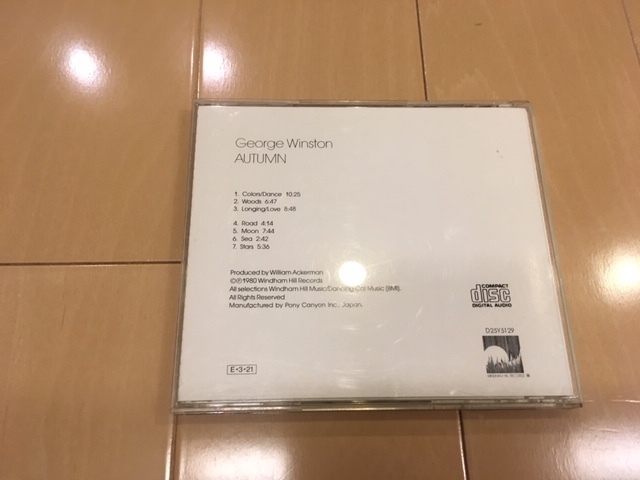 George Winston
AUTUMN
1. Colors/Dance 10:25
2. Woods 6:47
3. Longing/Love 8:48
4. Road 4:14
5. Moon 7:44
6. Sea 2:42
7. Stars 5:36
Produced by William Ackerman
©℗1980 Windham Hill Records
All selections Windham Hill Music/Dancing Cat Music (BMI).
All Rights Reserved
Manufactured by Pony Canyon Inc., Japan.
E•3•21
COMPACT
disc
DIGITAL AUDIO
D25Y5129